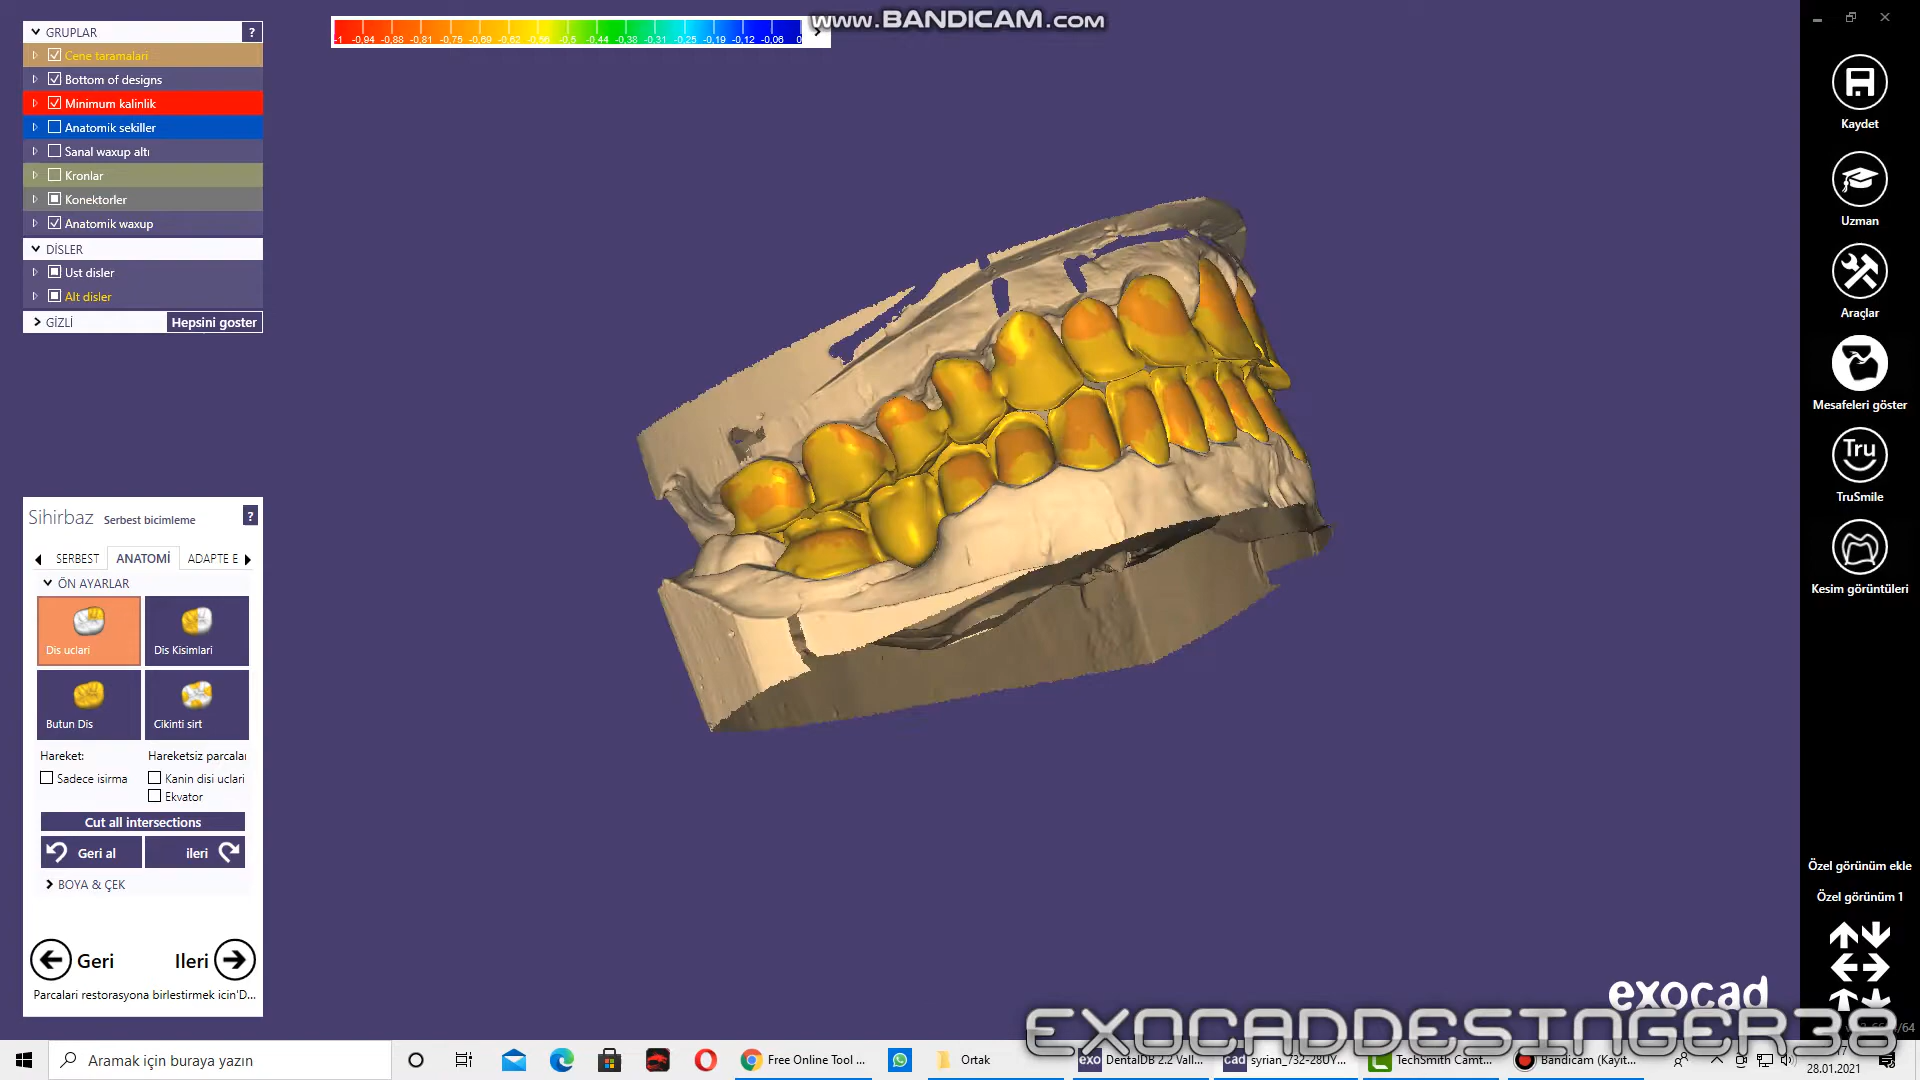 GRUPLAR ?
Cene taramalari
Bottom of designs
Minimum kalinlik
Anatomik sekiller
Sanal waxup altı
Kronlar
Konektorler
Anatomik waxup
DİSLER
Ust disler
Alt disler
GİZLİ Hepsini goster
-1 -0,94 -0,88 -0,81 -0,75 -0,69 -0,62 -0,56 -0,5 -0,44 -0,38 -0,31 -0,25 -0,19 -0,12 -0,06 0
www.BANDICAM.com
Kaydet
Uzman
Araçlar
Mesafeleri göster
Tru
TruSmile
Kesim görüntüleri
Özel görünüm ekle
Özel görünüm 1
Sihirbaz Serbest bicimleme ?
SERBEST ANATOMİ ADAPTE E
ÖN AYARLAR
Dis uclari Dis Kisimlari
Butun Dis Cikinti sirt
Hareket: Hareketsiz parcalar
Sadece isirma Kanin disi uclari
Ekvator
Cut all intersections
Geri al ileri
BOYA & ÇEK
Geri Ileri
Parcalari restorasyona birlestirmek icin'D...
exocad
EXOCADDESINGER38
Aramak için buraya yazın
Free Online Tool ...
Ortak
exo DentalDB 2.2 Vall...
cad syrian_732-28UY...
TechSmith Camt...
Bandicam (Kayıt...
28.01.2021